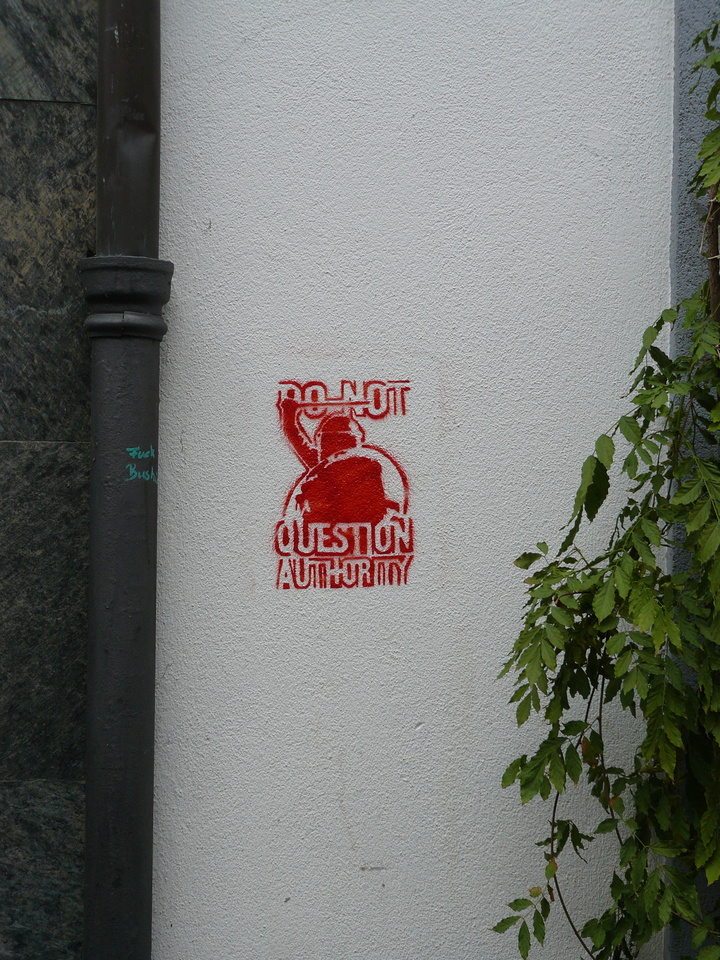 DO NOT
QUESTION
AUTHORITY
Fuck
Bush